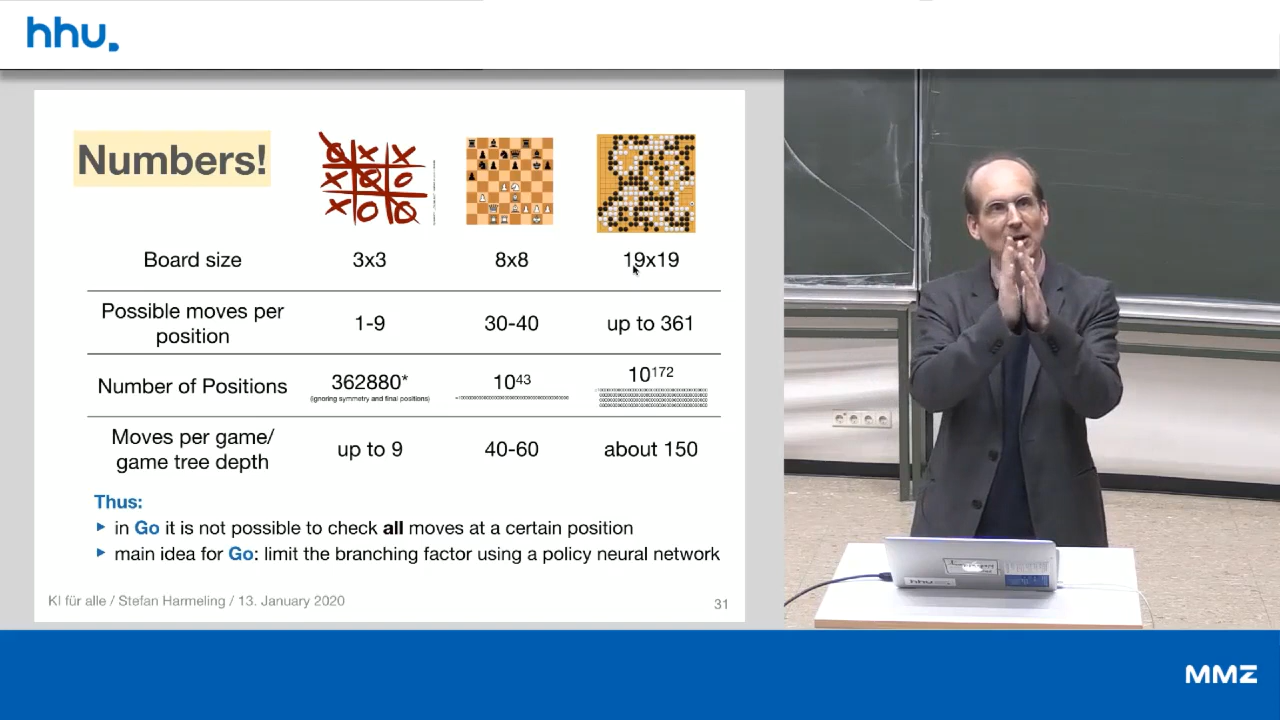 hhu.
Numbers!
Board size 3x3 8x8 19x19
Possible moves per
position 1-9 30-40 up to 361
Number of Positions 362880* 10⁴³ 10¹⁷²
(ignoring symmetry and final positions)
Moves per game/
game tree depth up to 9 40-60 about 150
Thus:
▸ in Go it is not possible to check all moves at a certain position
▸ main idea for Go: limit the branching factor using a policy neural network
KI für alle / Stefan Harmeling / 13. January 2020
31
hhu
MMZ